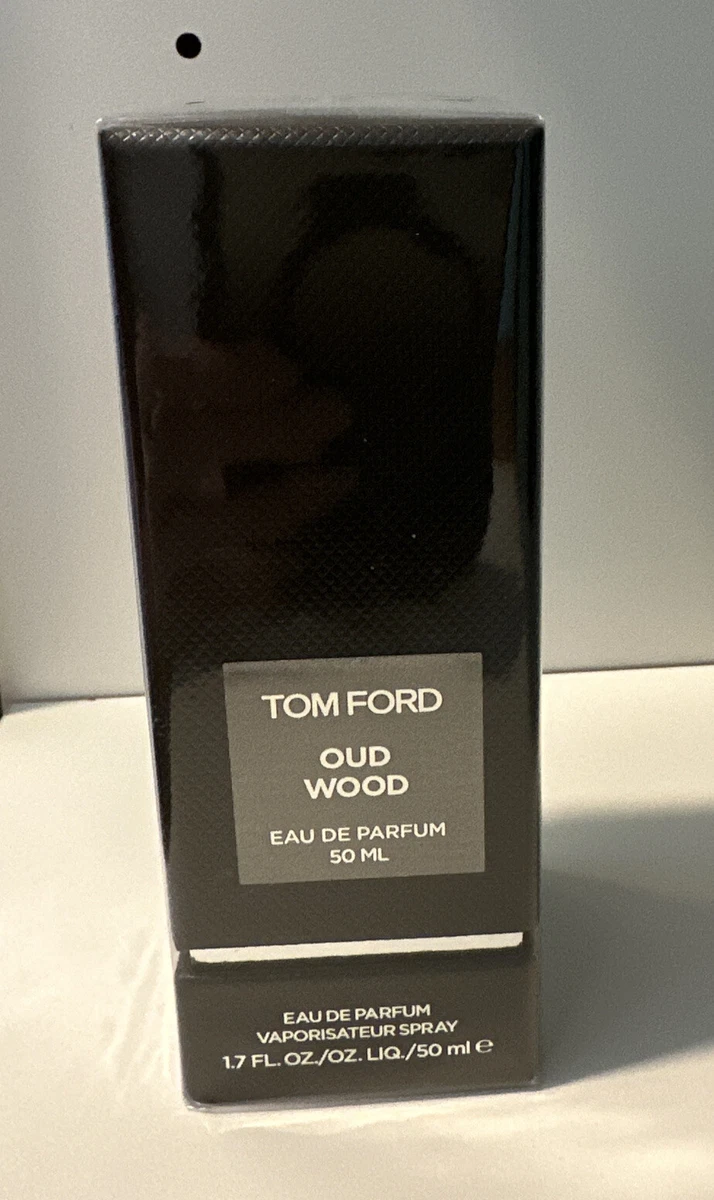 TOM FORD
OUD
WOOD
EAU DE PARFUM
50 ML
EAU DE PARFUM
VAPORISATEUR SPRAY
1.7 FL. OZ./OZ. LIQ./50 ml ℮